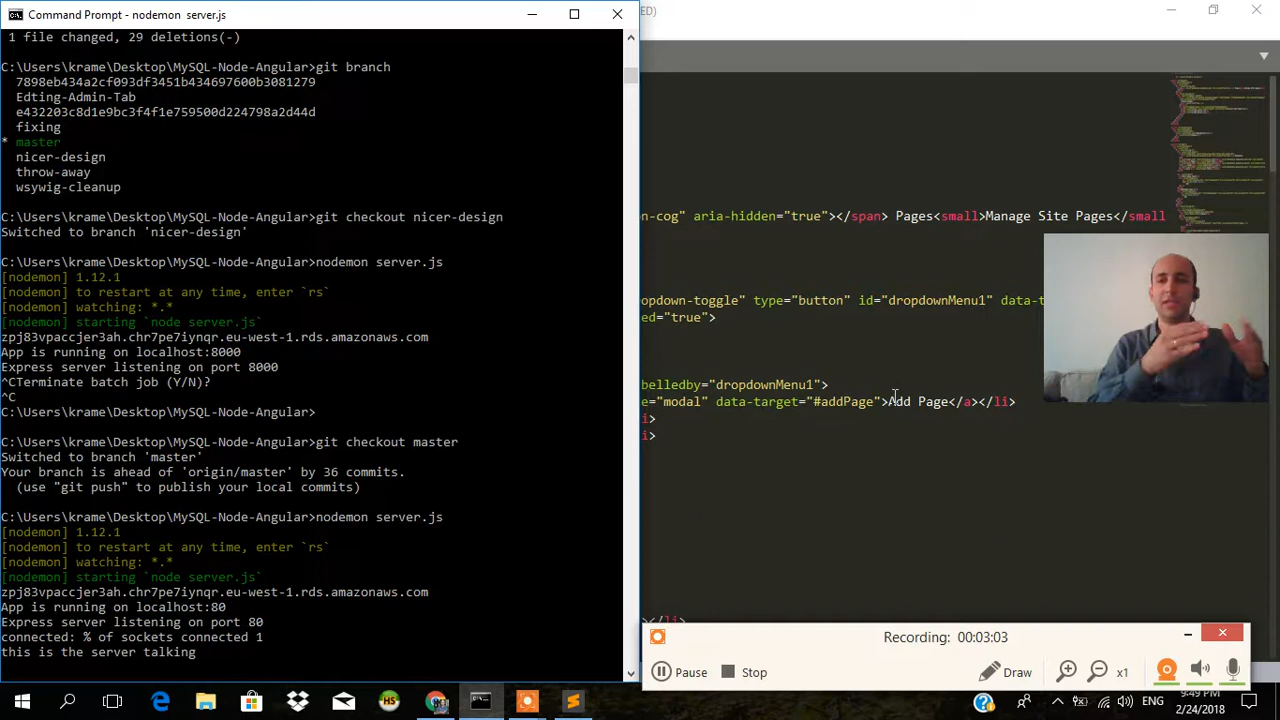 Command Prompt - nodemon  server.js
ED)
1 file changed, 29 deletions(-)
C:\Users\krame\Desktop\MySQL-Node-Angular>git branch
7898eb434a2cf093df3451b434697600b3081279
Edting-Admin-Tab
e432203c8d1e9bc3f4f1e759500d224798a2d44d
fixing
* master
nicer-design
throw-away
wsywig-cleanup
C:\Users\krame\Desktop\MySQL-Node-Angular>git checkout nicer-design
Switched to branch 'nicer-design'
C:\Users\krame\Desktop\MySQL-Node-Angular>nodemon server.js
[nodemon] 1.12.1
[nodemon] to restart at any time, enter `rs`
[nodemon] watching: *.*
[nodemon] starting `node server.js`
zpj83vpaccjer3ah.chr7pe7iynqr.eu-west-1.rds.amazonaws.com
App is running on localhost:8000
Express server listening on port 8000
^CTerminate batch job (Y/N)?
^C
C:\Users\krame\Desktop\MySQL-Node-Angular>
C:\Users\krame\Desktop\MySQL-Node-Angular>git checkout master
Switched to branch 'master'
Your branch is ahead of 'origin/master' by 36 commits.
(use "git push" to publish your local commits)
C:\Users\krame\Desktop\MySQL-Node-Angular>nodemon server.js
[nodemon] 1.12.1
[nodemon] to restart at any time, enter `rs`
[nodemon] watching: *.*
[nodemon] starting `node server.js`
zpj83vpaccjer3ah.chr7pe7iynqr.eu-west-1.rds.amazonaws.com
App is running on localhost:80
Express server listening on port 80
connected: % of sockets connected 1
this is the server talking
n-cog" aria-hidden="true"></span> Pages<small>Manage Site Pages</small
opdown-toggle" type="button" id="dropdownMenu1" data-t
ed="true">
belledby="dropdownMenu1">
e="modal" data-target="#addPage">Add Page</a></li>
i>
i>
></li>
Recording: 00:03:03
Pause
Stop
Draw
x1
HS
ENG
9:49 PM
2/24/2018